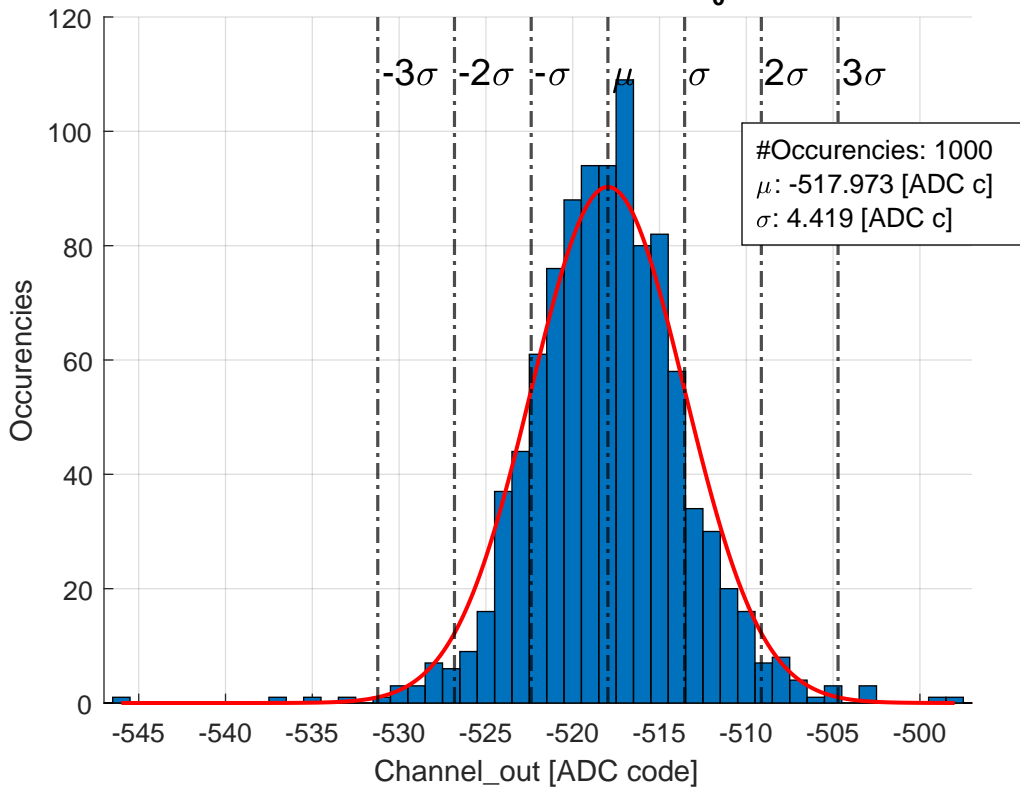 0
120
100
80
60
40
20
0
Occurencies
-3σ -2σ -σ μ σ 2σ 3σ
#Occurencies: 1000
μ: -517.973 [ADC c]
σ: 4.419 [ADC c]
-545 -540 -535 -530 -525 -520 -515 -510 -505 -500
Channel_out [ADC code]